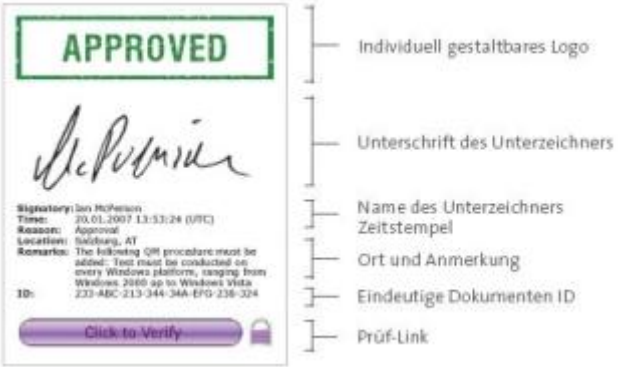 APPROVED
Individuell gestaltbares Logo
McPherson
Unterschrift des Unterzeichners
Signatory: Ian McPerson
Time: 20.01.2007 13:53:24 (UTC)
Reason: Approval
Location: Salzburg, AT
Remarks: The following QM procedure must be
added: Test must be conducted on
every Windows platform, ranging from
Windows 2000 up to Windows Vista
ID: 233-ABC-213-344-34A-EFG-236-324
Name des Unterzeichners
Zeitstempel
Ort und Anmerkung
Eindeutige Dokumenten ID
Click to Verify
Prüf-Link